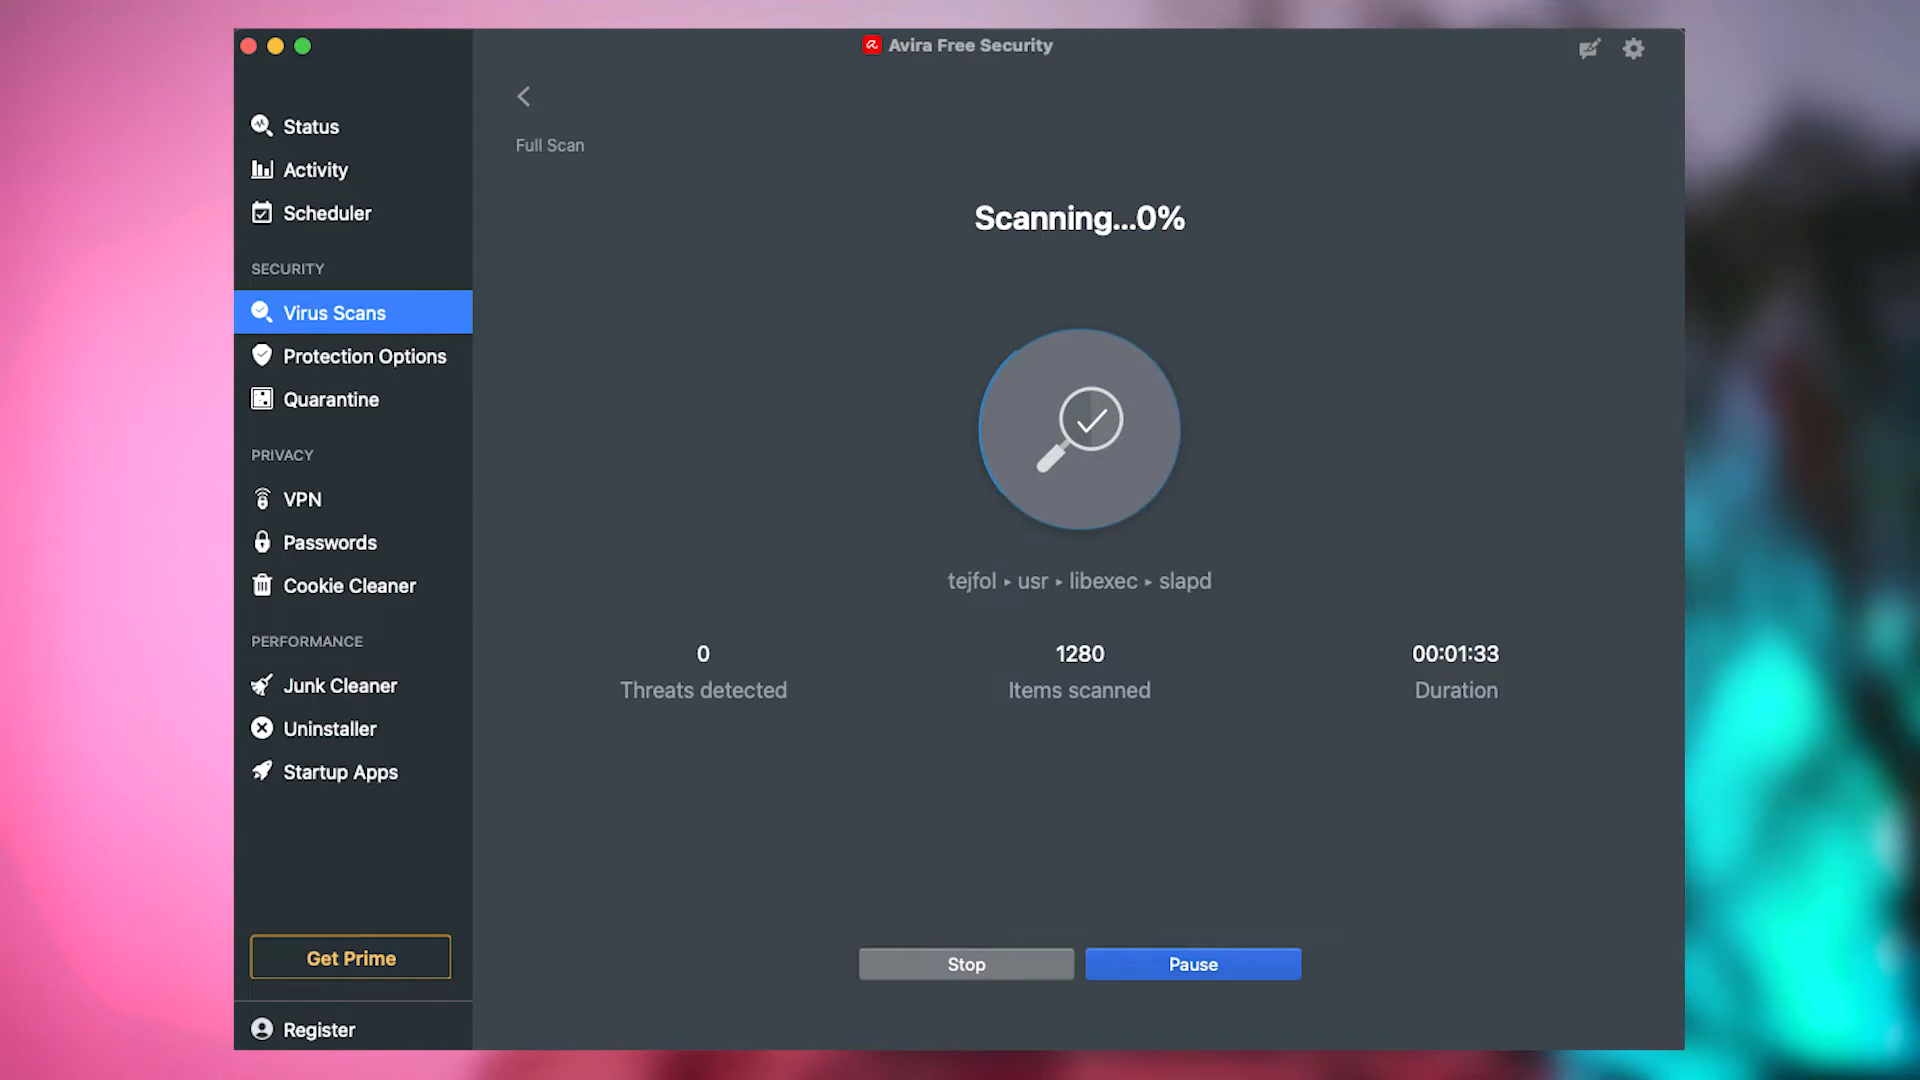 Avira Free Security
Status
Activity
Scheduler
SECURITY
Virus Scans
Protection Options
Quarantine
PRIVACY
VPN
Passwords
Cookie Cleaner
PERFORMANCE
Junk Cleaner
Uninstaller
Startup Apps
Get Prime
Register
Full Scan
Scanning...0%
tejfol ▸ usr ▸ libexec ▸ slapd
0 1280 00:01:33
Threats detected Items scanned Duration
Stop Pause